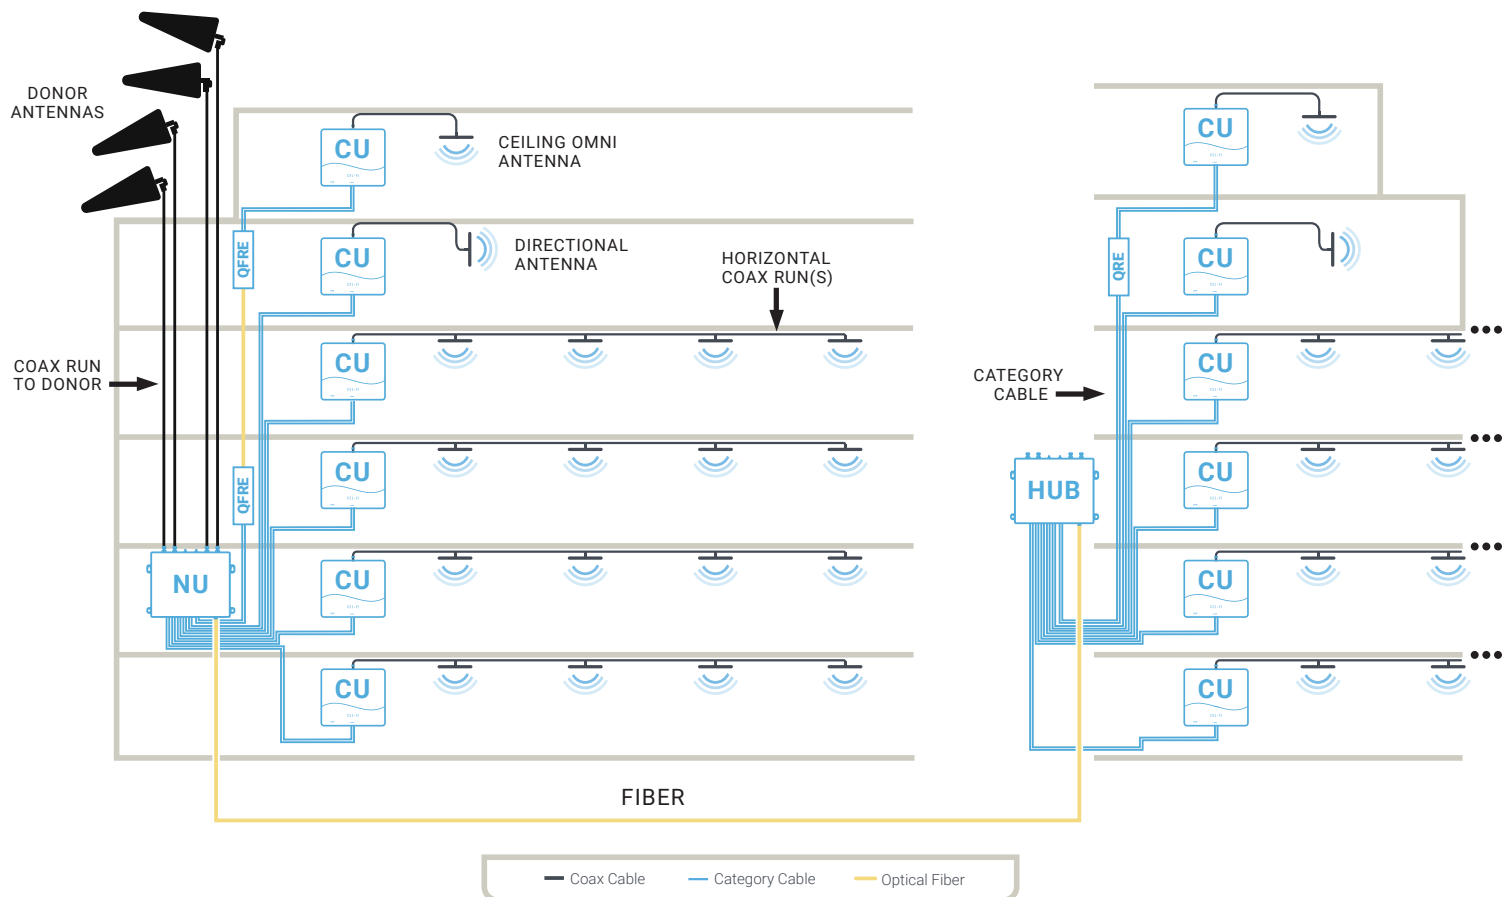 DONOR
ANTENNAS
CU
CEILING OMNI
ANTENNA
CU
QFRE
CU
DIRECTIONAL
ANTENNA
HORIZONTAL
COAX RUN(S)
QRE
CU
COAX RUN
TO DONOR
CU
CATEGORY
CABLE
CU
QFRE
CU
HUB
CU
NU
CU
CU
CU
CU
FIBER
Coax Cable
Category Cable
Optical Fiber